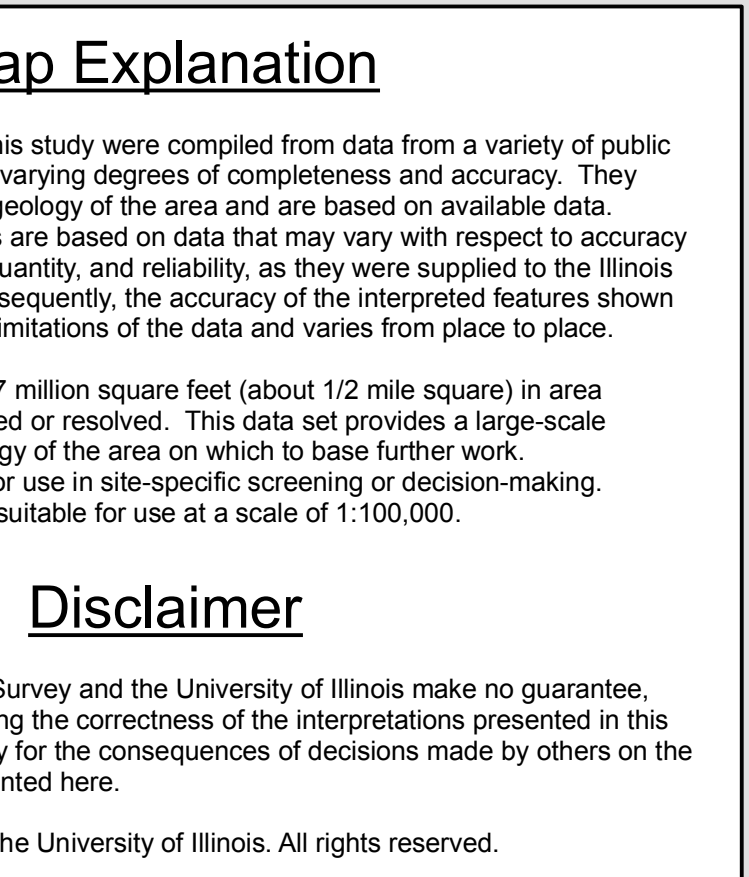 ap Explanation
his study were compiled from data from a variety of public
varying degrees of completeness and accuracy. They
geology of the area and are based on available data.
s are based on data that may vary with respect to accuracy
uantity, and reliability, as they were supplied to the Illinois
sequently, the accuracy of the interpreted features shown
imitations of the data and varies from place to place.
7 million square feet (about 1/2 mile square) in area
ed or resolved. This data set provides a large-scale
gy of the area on which to base further work.
or use in site-specific screening or decision-making.
suitable for use at a scale of 1:100,000.
Disclaimer
Survey and the University of Illinois make no guarantee,
ng the correctness of the interpretations presented in this
y for the consequences of decisions made by others on the
nted here.
he University of Illinois. All rights reserved.